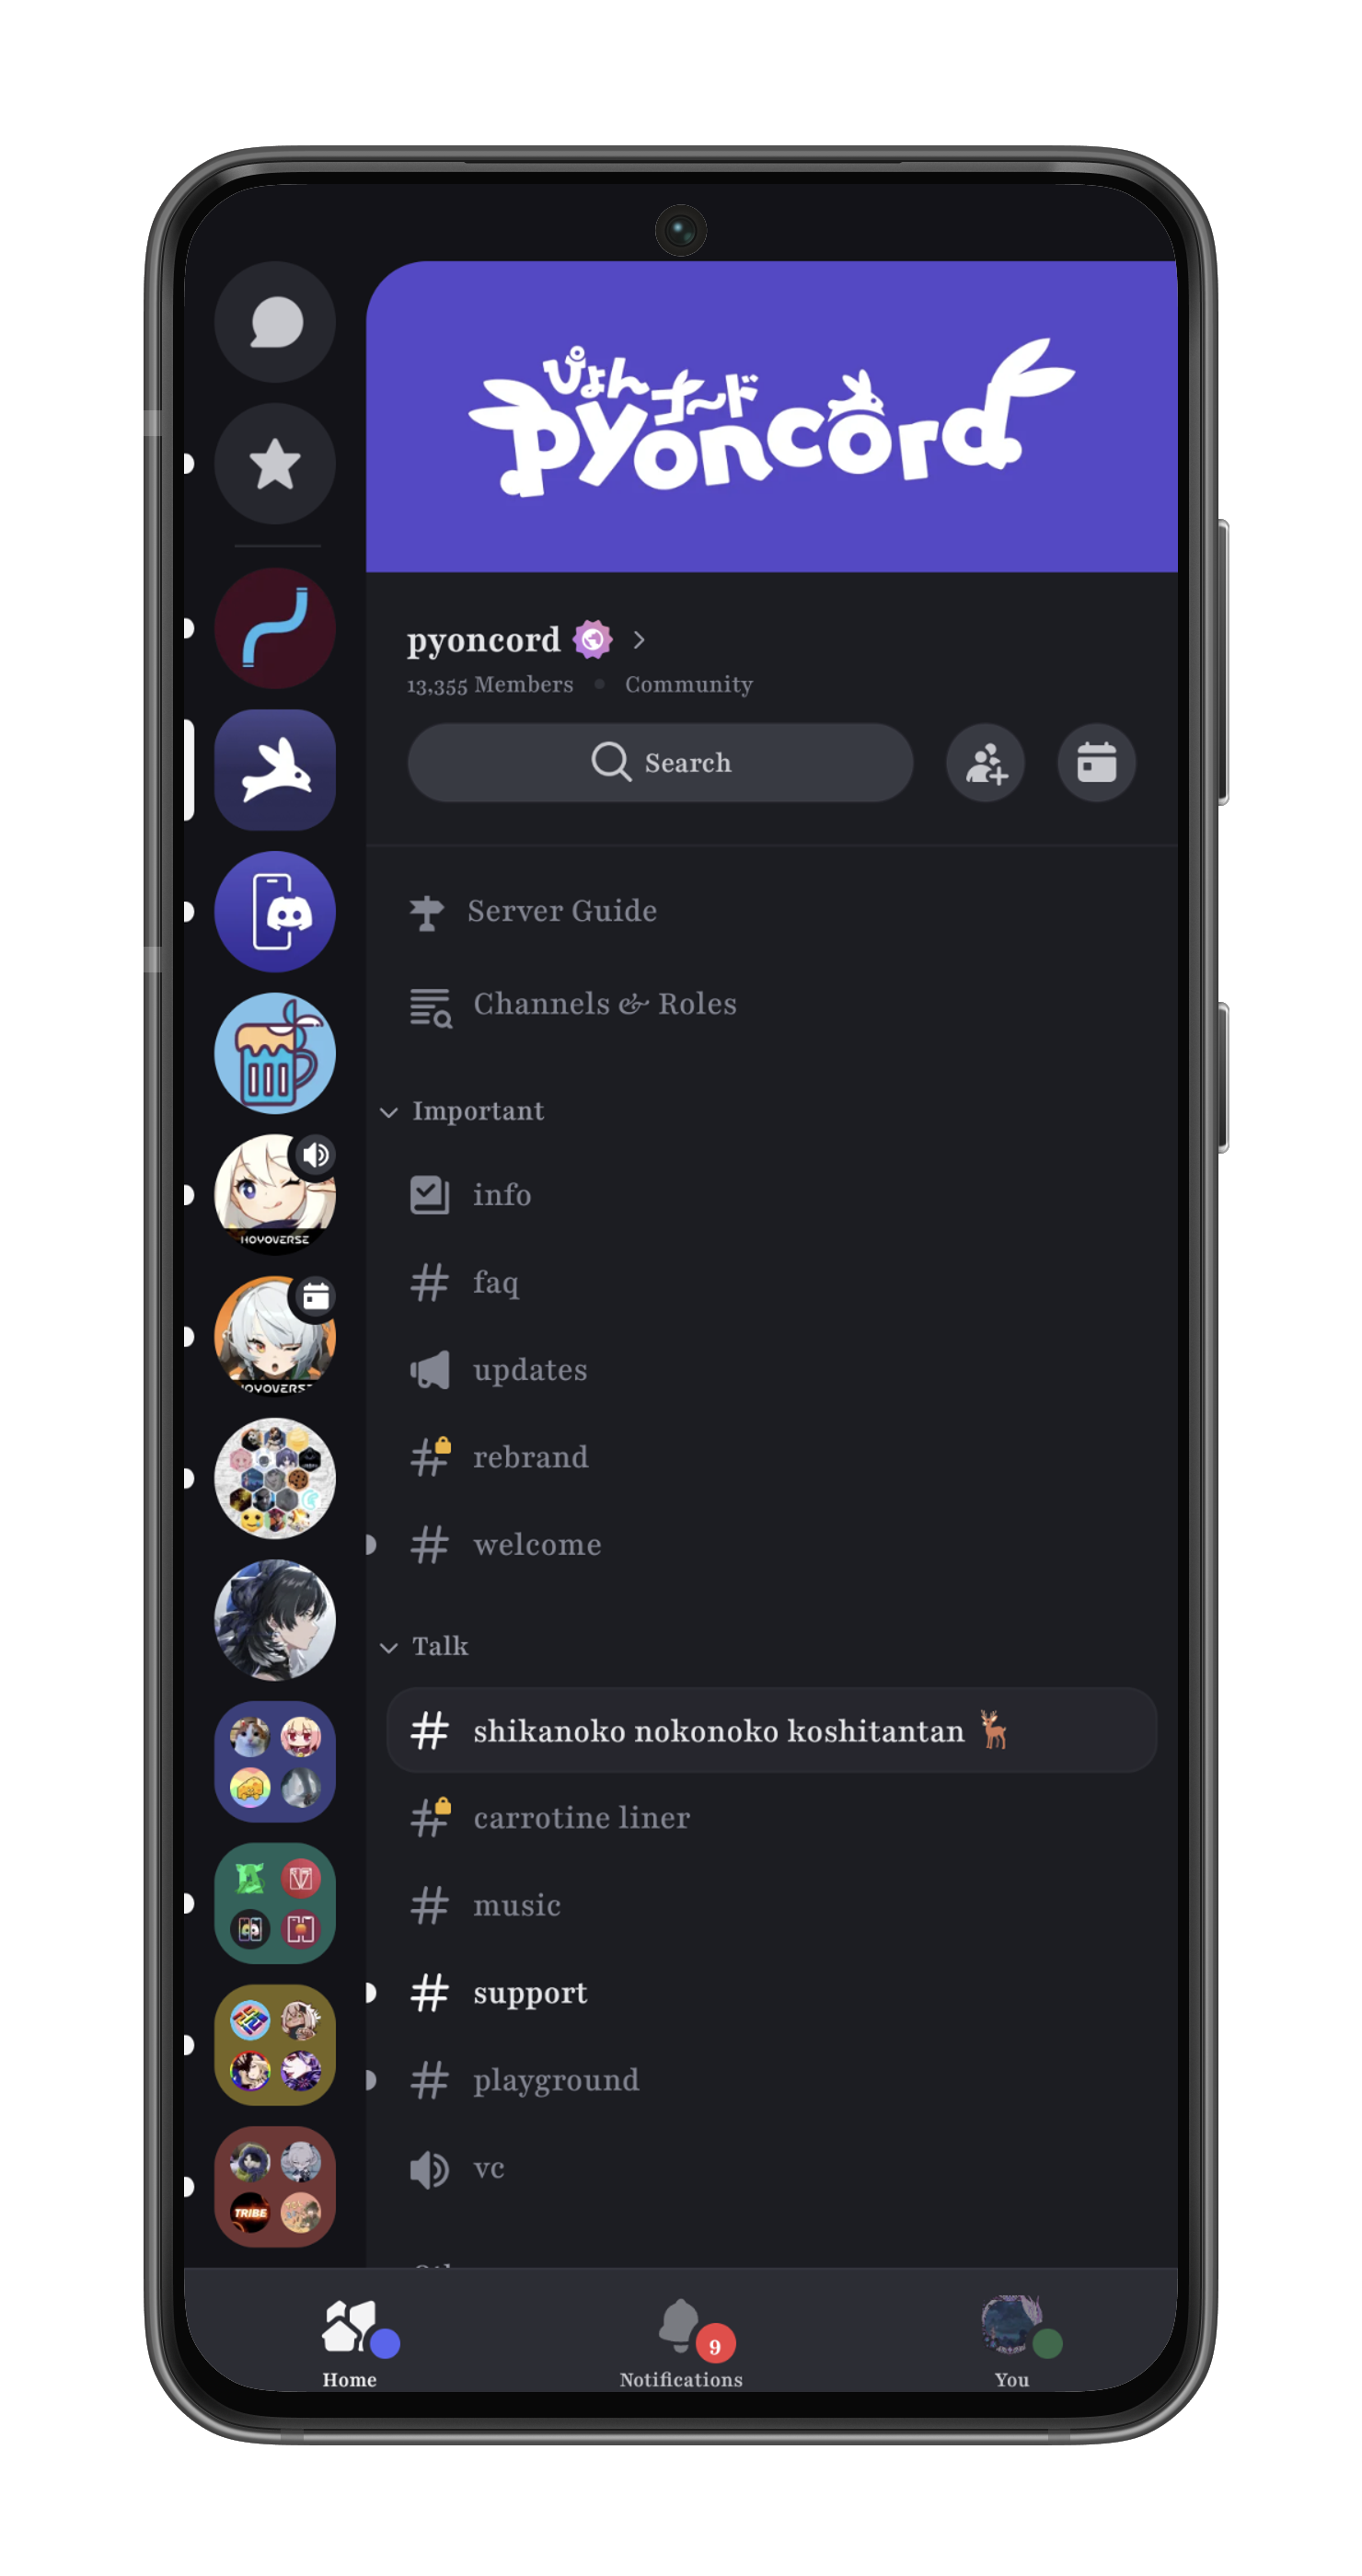 ぴょんコード
pyoncord
pyoncord
13,355 Members • Community
Search
Server Guide
Channels & Roles
Important
info
faq
HOYOVERSE
updates
rebrand
welcome
Talk
shikanoko nokonoko koshitantan 🦌
carrotine liner
music
support
playground
vc
TRIBE
9
Home
Notifications
You